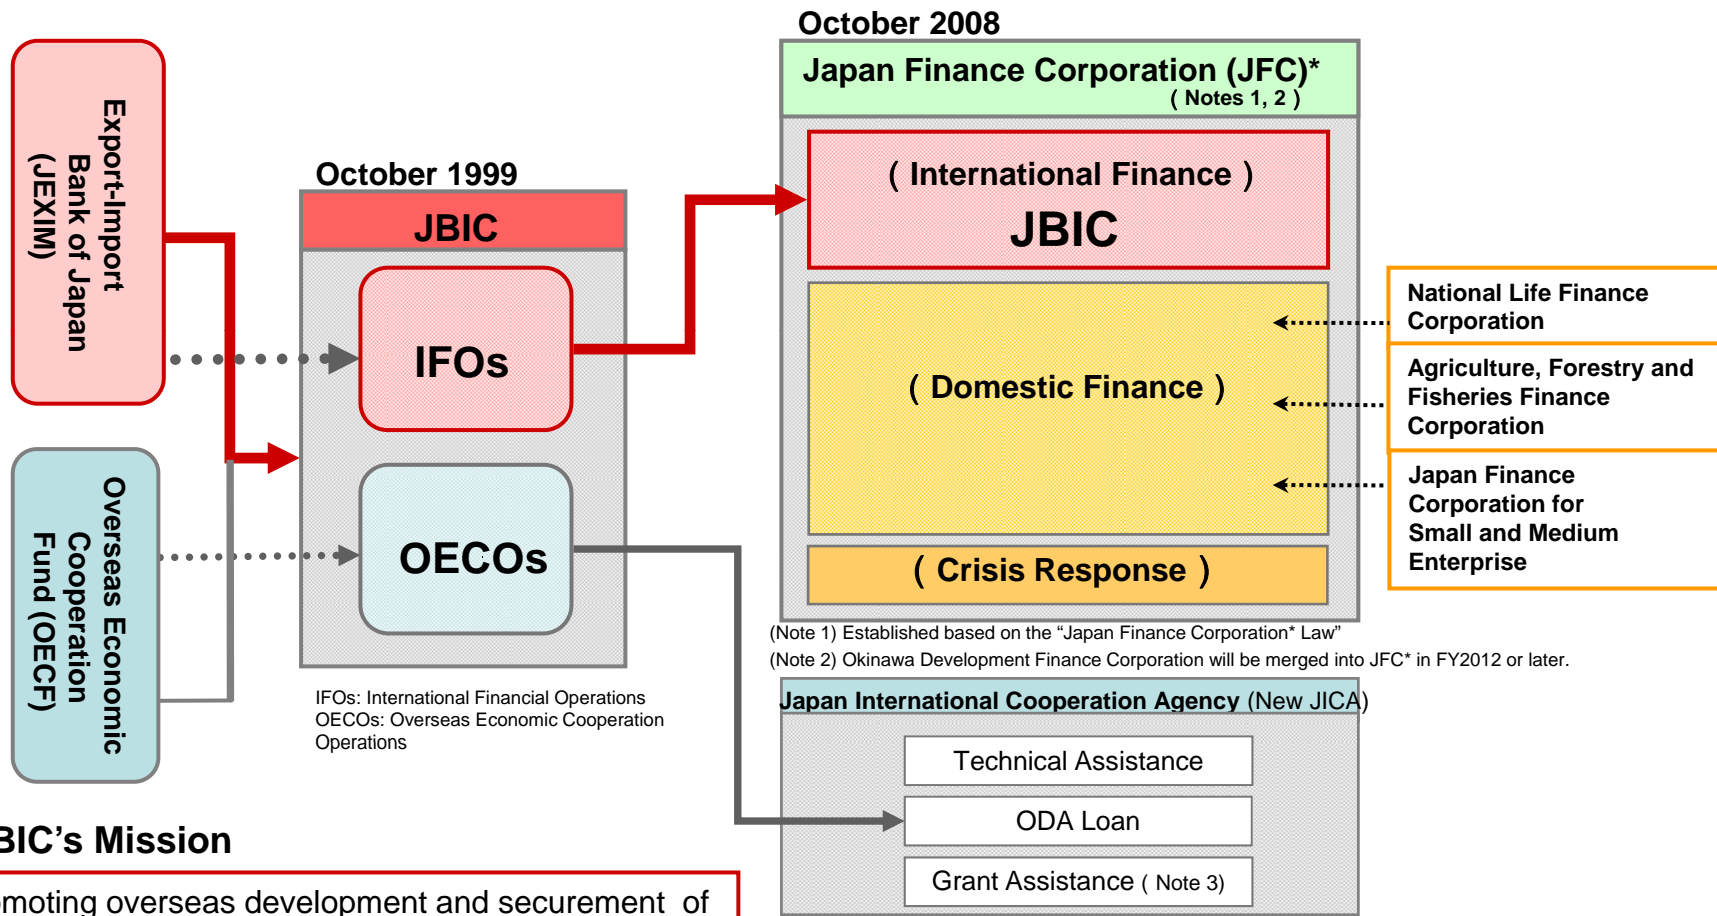 October 2008
Japan Finance Corporation (JFC)*
( Notes 1, 2 )
Export-Import
Bank of Japan
(JEXIM)
October 1999
JBIC
IFOs
OECOs
( International Finance )
JBIC
( Domestic Finance )
( Crisis Response )
National Life Finance
Corporation
Agriculture, Forestry and
Fisheries Finance
Corporation
Japan Finance
Corporation for
Small and Medium
Enterprise
Overseas Economic
Cooperation
Fund (OECF)
IFOs: International Financial Operations
OECOs: Overseas Economic Cooperation
Operations
(Note 1) Established based on the “Japan Finance Corporation* Law”
(Note 2) Okinawa Development Finance Corporation will be merged into JFC* in FY2012 or later.
Japan International Cooperation Agency (New JICA)
Technical Assistance
ODA Loan
Grant Assistance ( Note 3)
BIC’s Mission
omoting overseas development and securement of